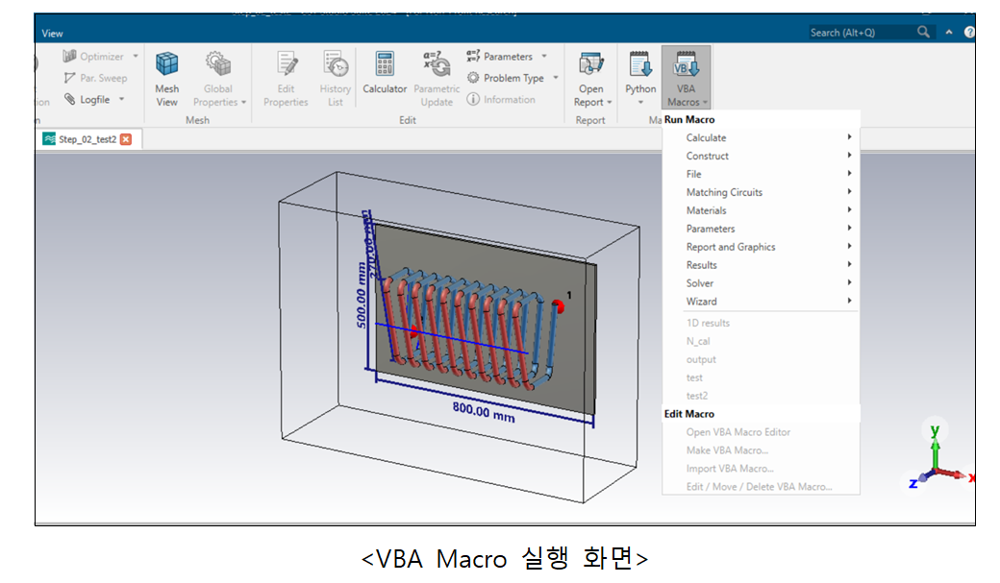 View
Search (Alt+Q)
Optimizer
Par. Sweep
Logfile
Mesh View
Global Properties
Mesh
Edit Properties
History List
Calculator
Parametric Update
Parameters
Problem Type
Information
Edit
Open Report
Report
Python
VBA Macros
Step_02_test2
Run Macro
Calculate
Construct
File
Matching Circuits
Materials
Parameters
Report and Graphics
Results
Solver
Wizard
1D results
N_cal
output
test
test2
Edit Macro
Open VBA Macro Editor
Make VBA Macro...
Import VBA Macro...
Edit / Move / Delete VBA Macro...
500.00 mm
800.00 mm
1
y
z
x
<VBA Macro 실행 화면>